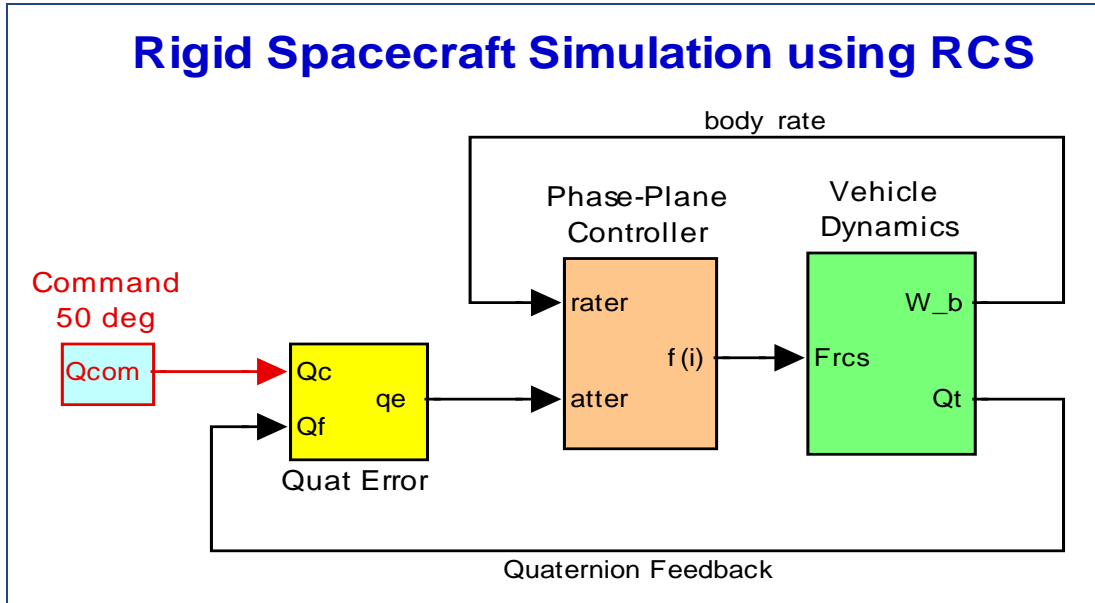 Rigid Spacecraft Simulation using RCS
body rate
Phase-Plane
Controller
Vehicle
Dynamics
Command
50 deg
rater
W_b
Qcom
Qc
f(i)
Frcs
qe
atter
Qt
Qf
Quat Error
Quaternion Feedback